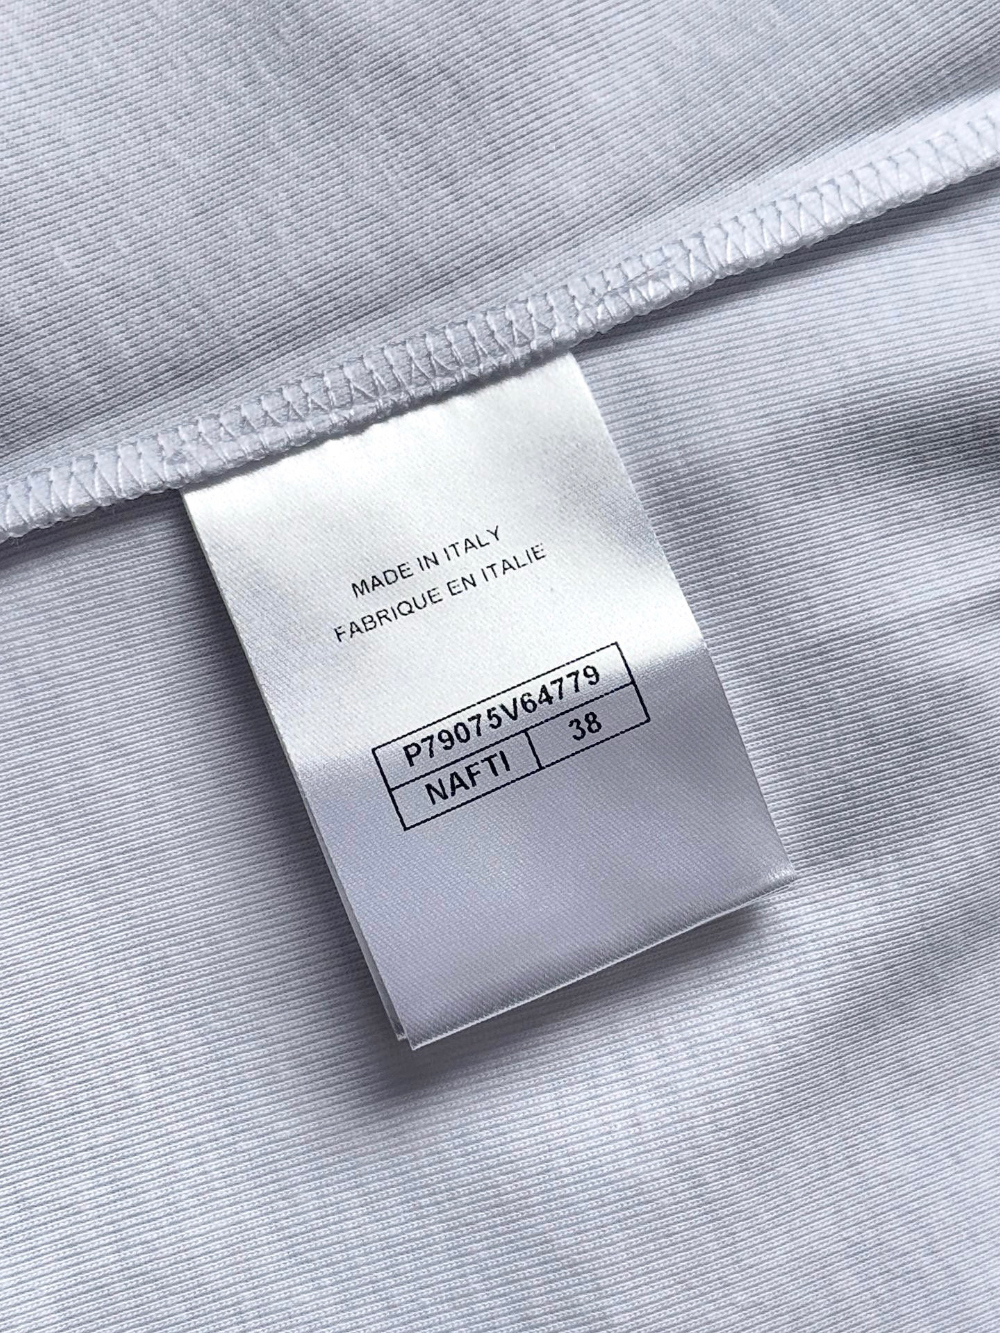 MADE IN ITALY
FABRIQUE EN ITALIE
P79075V64779
NAFTI 38